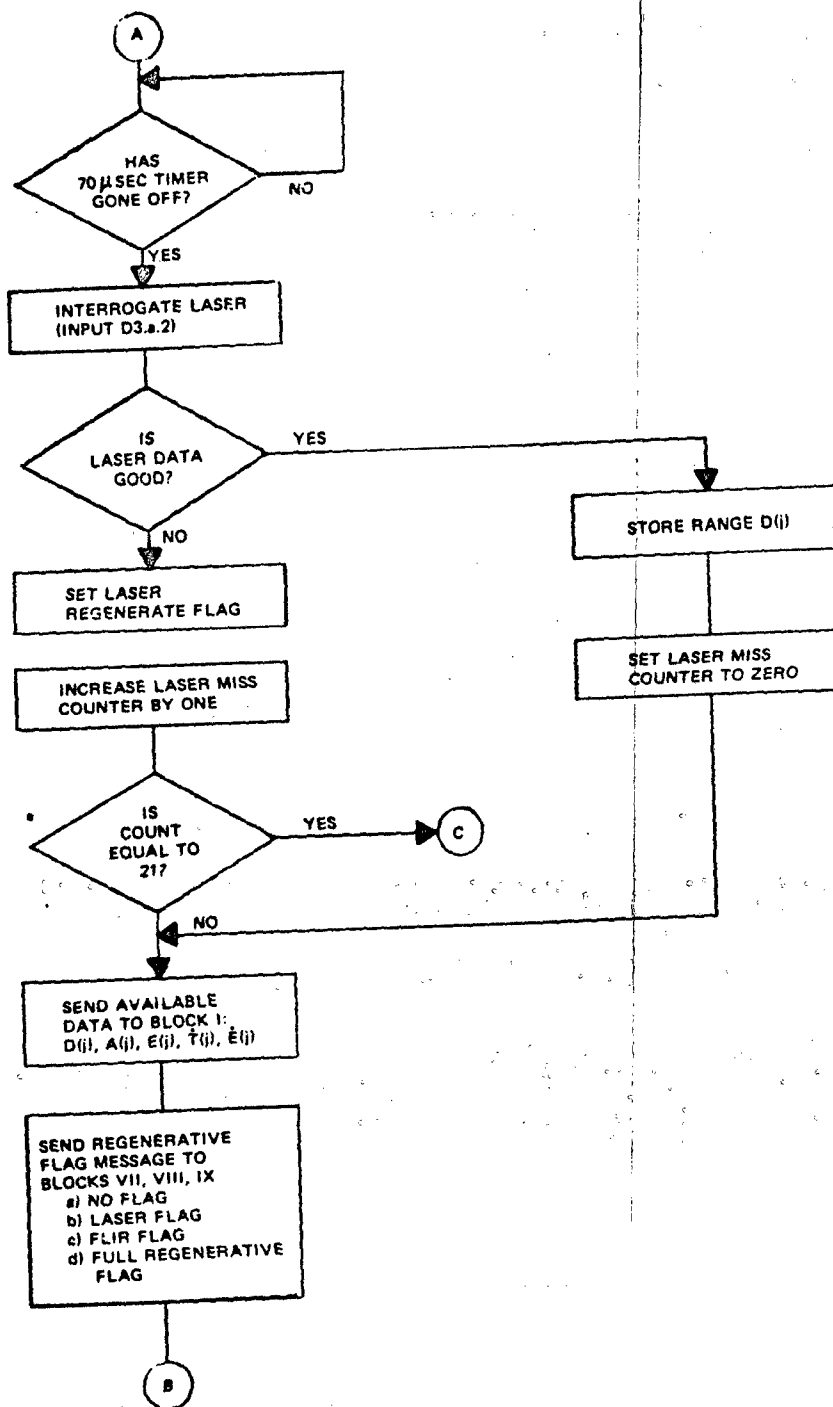 A
HAS
70 μSEC TIMER
GONE OFF?
NO
YES
INTERROGATE LASER
(INPUT D3.a.2)
IS
LASER DATA
GOOD?
YES
NO
STORE RANGE D(j)
SET LASER
REGENERATE FLAG
SET LASER MISS
COUNTER TO ZERO
INCREASE LASER MISS
COUNTER BY ONE
IS
COUNT
EQUAL TO
21?
YES
C
NO
SEND AVAILABLE
DATA TO BLOCK I:
D(j), A(j), E(j), Ṫ(j), Ė(j)
SEND REGENERATIVE
FLAG MESSAGE TO
BLOCKS VII, VIII, IX
a) NO FLAG
b) LASER FLAG
c) FLIR FLAG
d) FULL REGENERATIVE
FLAG
B